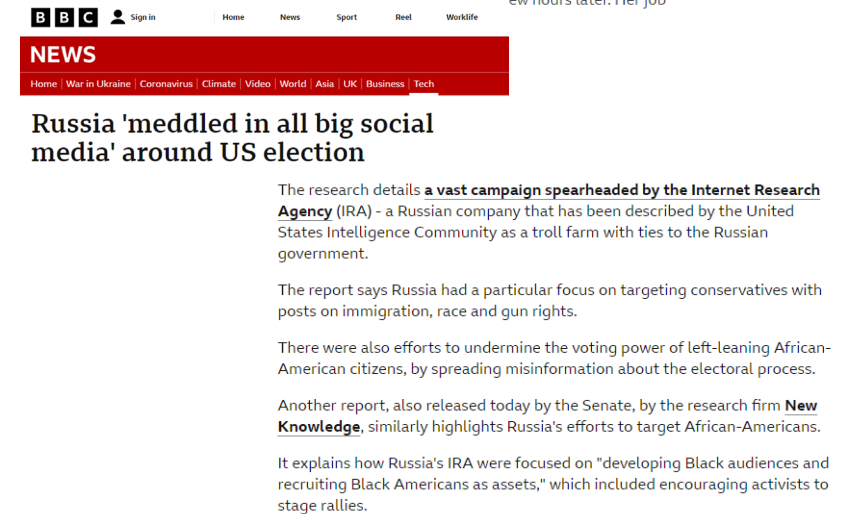 ew hours later. Her job
BBC Sign in Home News Sport Reel Worklife
NEWS
Home War in Ukraine Coronavirus Climate Video World Asia UK Business Tech
Russia 'meddled in all big social
media' around US election
The research details a vast campaign spearheaded by the Internet Research
Agency (IRA) - a Russian company that has been described by the United
States Intelligence Community as a troll farm with ties to the Russian
government.
The report says Russia had a particular focus on targeting conservatives with
posts on immigration, race and gun rights.
There were also efforts to undermine the voting power of left-leaning African-
American citizens, by spreading misinformation about the electoral process.
Another report, also released today by the Senate, by the research firm New
Knowledge, similarly highlights Russia's efforts to target African-Americans.
It explains how Russia's IRA were focused on "developing Black audiences and
recruiting Black Americans as assets," which included encouraging activists to
stage rallies.